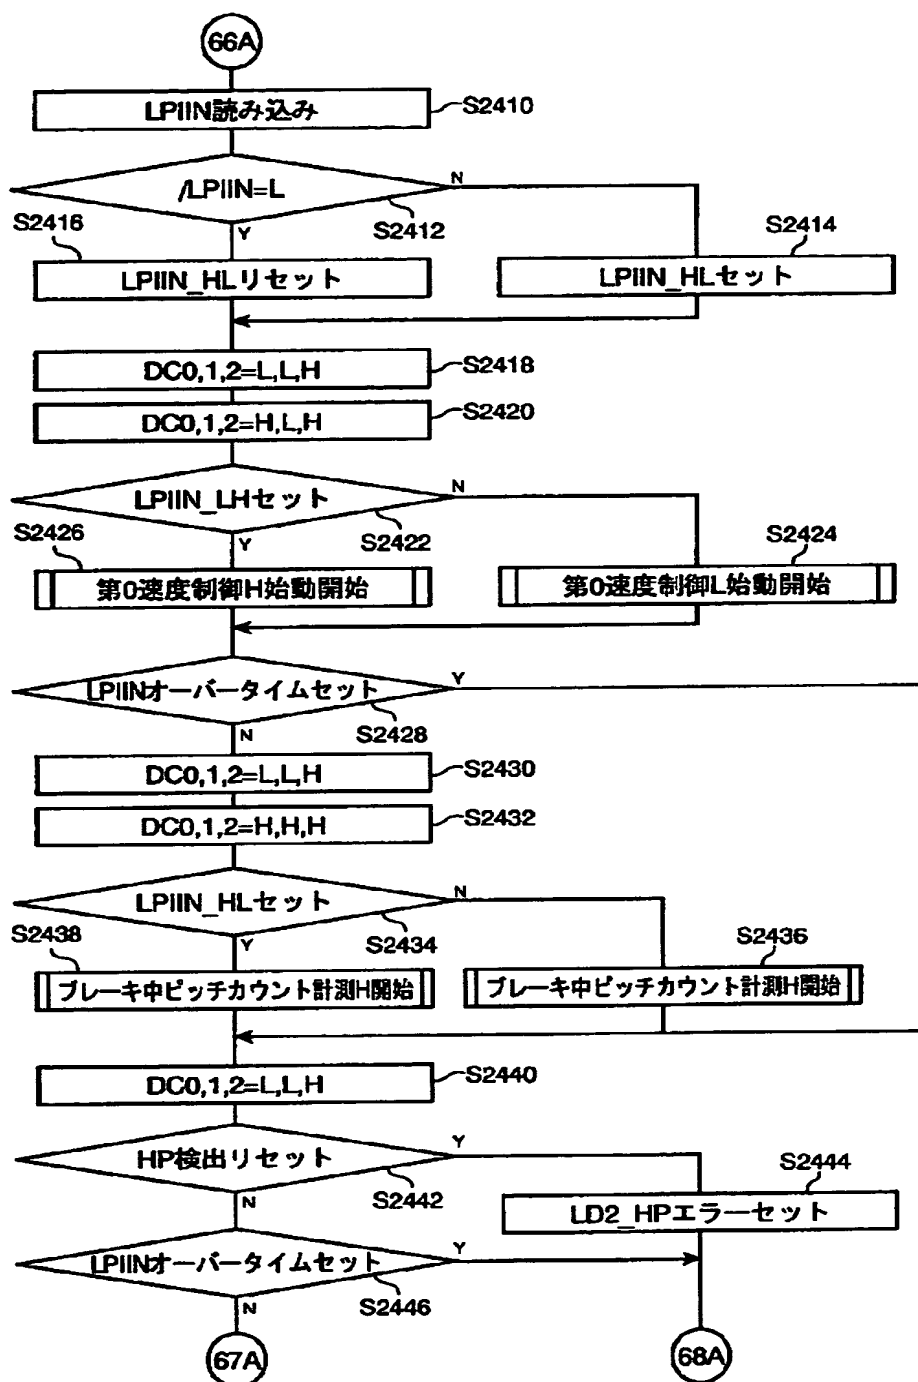 66A
LPIIN読み込み
S2410
/LPIIN=L
N
S2412
Y
S2416
S2414
LPIIN_HLリセット
LPIIN_HLセット
DC0,1,2=L,L,H
S2418
DC0,1,2=H,L,H
S2420
LPIIN_LHセット
N
S2422
Y
S2426
S2424
第0速度制御H始動開始
第0速度制御L始動開始
LPIINオーバータイムセット
Y
S2428
N
DC0,1,2=L,L,H
S2430
DC0,1,2=H,H,H
S2432
LPIIN_HLセット
N
S2434
Y
S2438
S2436
ブレーキ中ピッチカウント計測H開始
ブレーキ中ピッチカウント計測H開始
DC0,1,2=L,L,H
S2440
HP検出リセット
Y
S2442
N
S2444
LD2_HPエラーセット
LPIINオーバータイムセット
Y
S2446
N
67A
68A